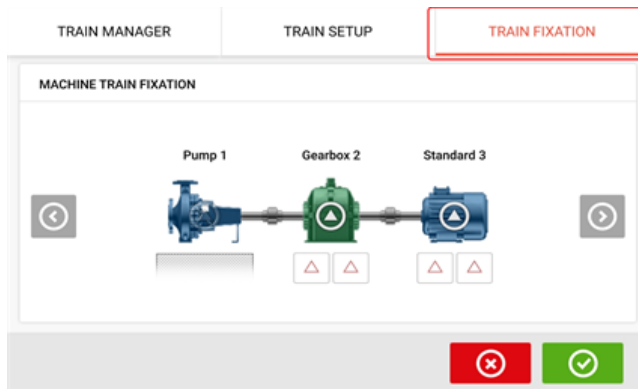 TRAIN MANAGER
TRAIN SETUP
TRAIN FIXATION
MACHINE TRAIN FIXATION
Pump 1
Gearbox 2
Standard 3